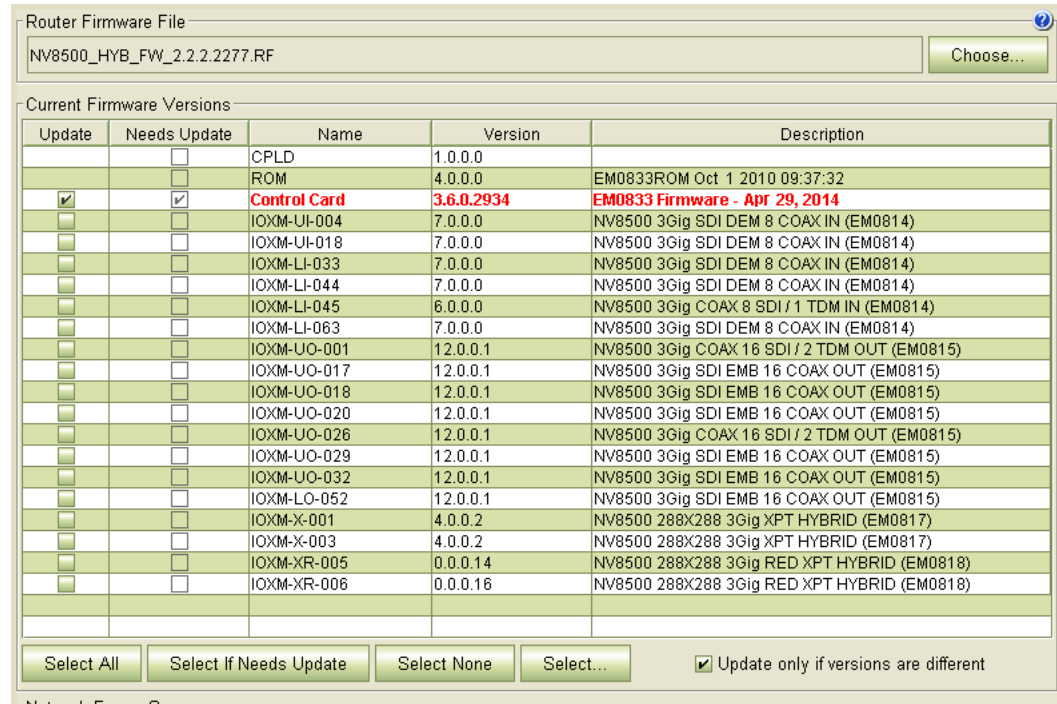 Router Firmware File
NV8500_HYB_FW_2.2.2.2277.RF Choose...
Current Firmware Versions
Update Needs Update Name Version Description
CPLD 1.0.0.0
ROM 4.0.0.0 EM0833ROM Oct 1 2010 09:37:32
Control Card 3.6.0.2934 EM0833 Firmware - Apr 29, 2014
IOXM-UI-004 7.0.0.0 NV8500 3Gig SDI DEM 8 COAX IN (EM0814)
IOXM-UI-018 7.0.0.0 NV8500 3Gig SDI DEM 8 COAX IN (EM0814)
IOXM-LI-033 7.0.0.0 NV8500 3Gig SDI DEM 8 COAX IN (EM0814)
IOXM-LI-044 7.0.0.0 NV8500 3Gig SDI DEM 8 COAX IN (EM0814)
IOXM-LI-045 6.0.0.0 NV8500 3Gig COAX 8 SDI / 1 TDM IN (EM0814)
IOXM-LI-063 7.0.0.0 NV8500 3Gig SDI DEM 8 COAX IN (EM0814)
IOXM-UO-001 12.0.0.1 NV8500 3Gig COAX 16 SDI / 2 TDM OUT (EM0815)
IOXM-UO-017 12.0.0.1 NV8500 3Gig SDI EMB 16 COAX OUT (EM0815)
IOXM-UO-018 12.0.0.1 NV8500 3Gig SDI EMB 16 COAX OUT (EM0815)
IOXM-UO-020 12.0.0.1 NV8500 3Gig SDI EMB 16 COAX OUT (EM0815)
IOXM-UO-026 12.0.0.1 NV8500 3Gig COAX 16 SDI / 2 TDM OUT (EM0815)
IOXM-UO-029 12.0.0.1 NV8500 3Gig SDI EMB 16 COAX OUT (EM0815)
IOXM-UO-032 12.0.0.1 NV8500 3Gig SDI EMB 16 COAX OUT (EM0815)
IOXM-LO-052 12.0.0.1 NV8500 3Gig SDI EMB 16 COAX OUT (EM0815)
IOXM-X-001 4.0.0.2 NV8500 288X288 3Gig XPT HYBRID (EM0817)
IOXM-X-003 4.0.0.2 NV8500 288X288 3Gig XPT HYBRID (EM0817)
IOXM-XR-005 0.0.0.14 NV8500 288X288 3Gig RED XPT HYBRID (EM0818)
IOXM-XR-006 0.0.0.16 NV8500 288X288 3Gig RED XPT HYBRID (EM0818)
Select All Select If Needs Update Select None Select... Update only if versions are different